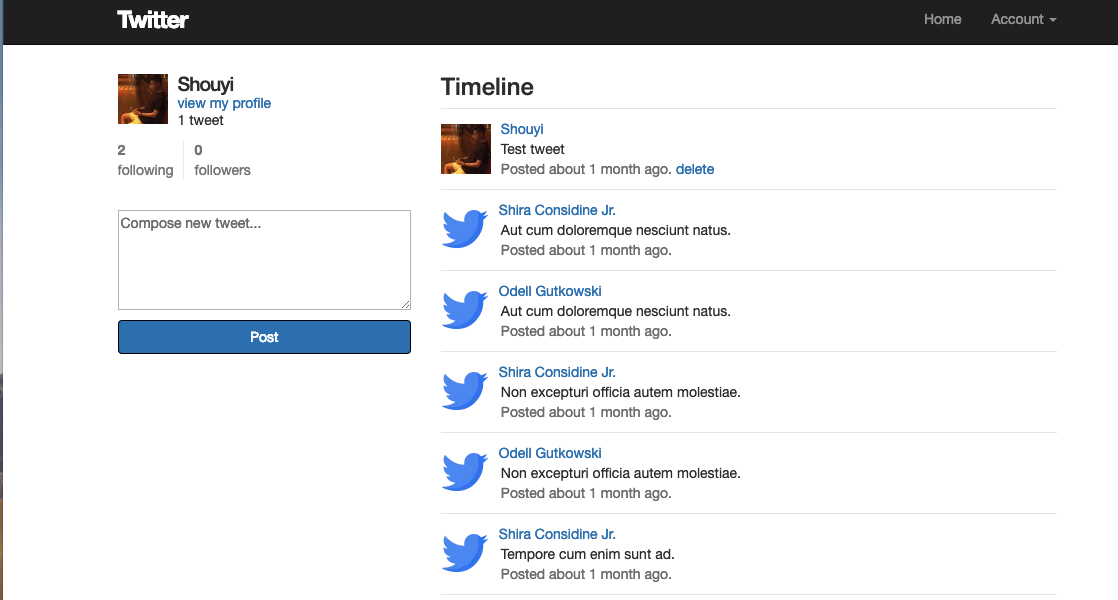 Twitter
Home
Account
Shouyi
view my profile
1 tweet
2
following
0
followers
Compose new tweet...
Post
Timeline
Shouyi
Test tweet
Posted about 1 month ago. delete
Shira Considine Jr.
Aut cum doloremque nesciunt natus.
Posted about 1 month ago.
Odell Gutkowski
Aut cum doloremque nesciunt natus.
Posted about 1 month ago.
Shira Considine Jr.
Non excepturi officia autem molestiae.
Posted about 1 month ago.
Odell Gutkowski
Non excepturi officia autem molestiae.
Posted about 1 month ago.
Shira Considine Jr.
Tempore cum enim sunt ad.
Posted about 1 month ago.